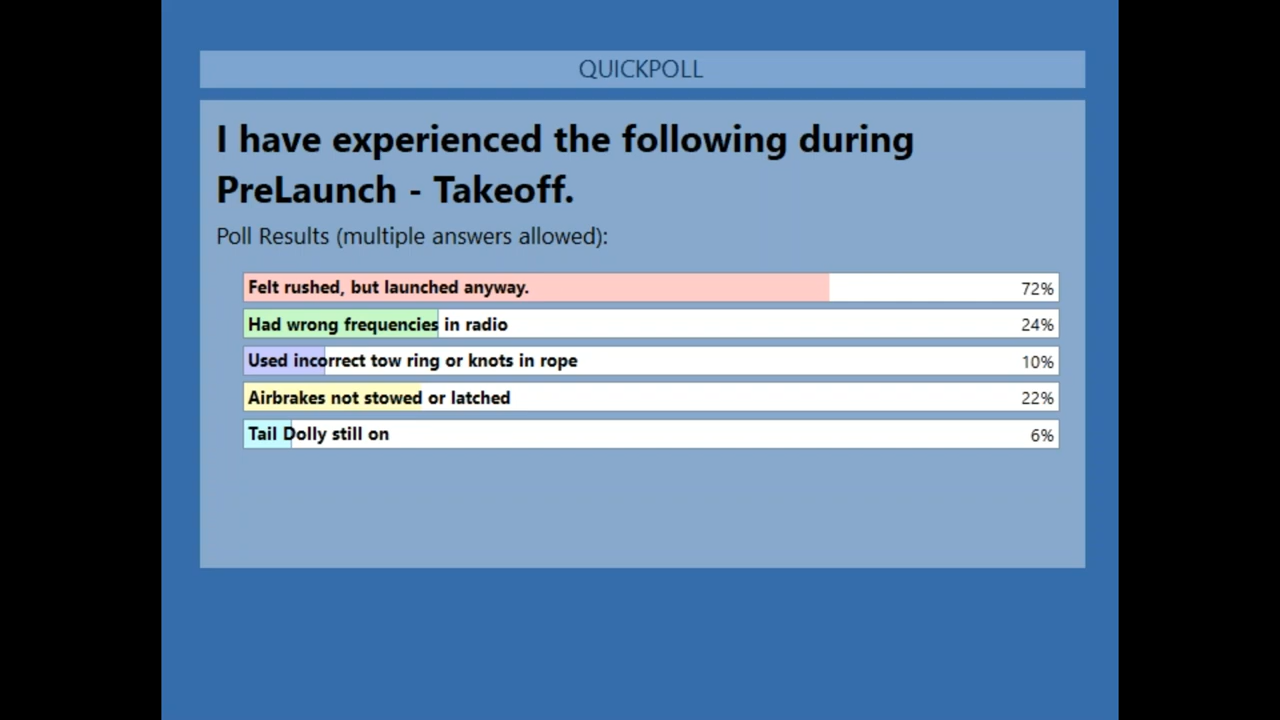 QUICKPOLL
I have experienced the following during
PreLaunch - Takeoff.
Poll Results (multiple answers allowed):
Felt rushed, but launched anyway. 72%
Had wrong frequencies in radio 24%
Used incorrect tow ring or knots in rope 10%
Airbrakes not stowed or latched 22%
Tail Dolly still on 6%